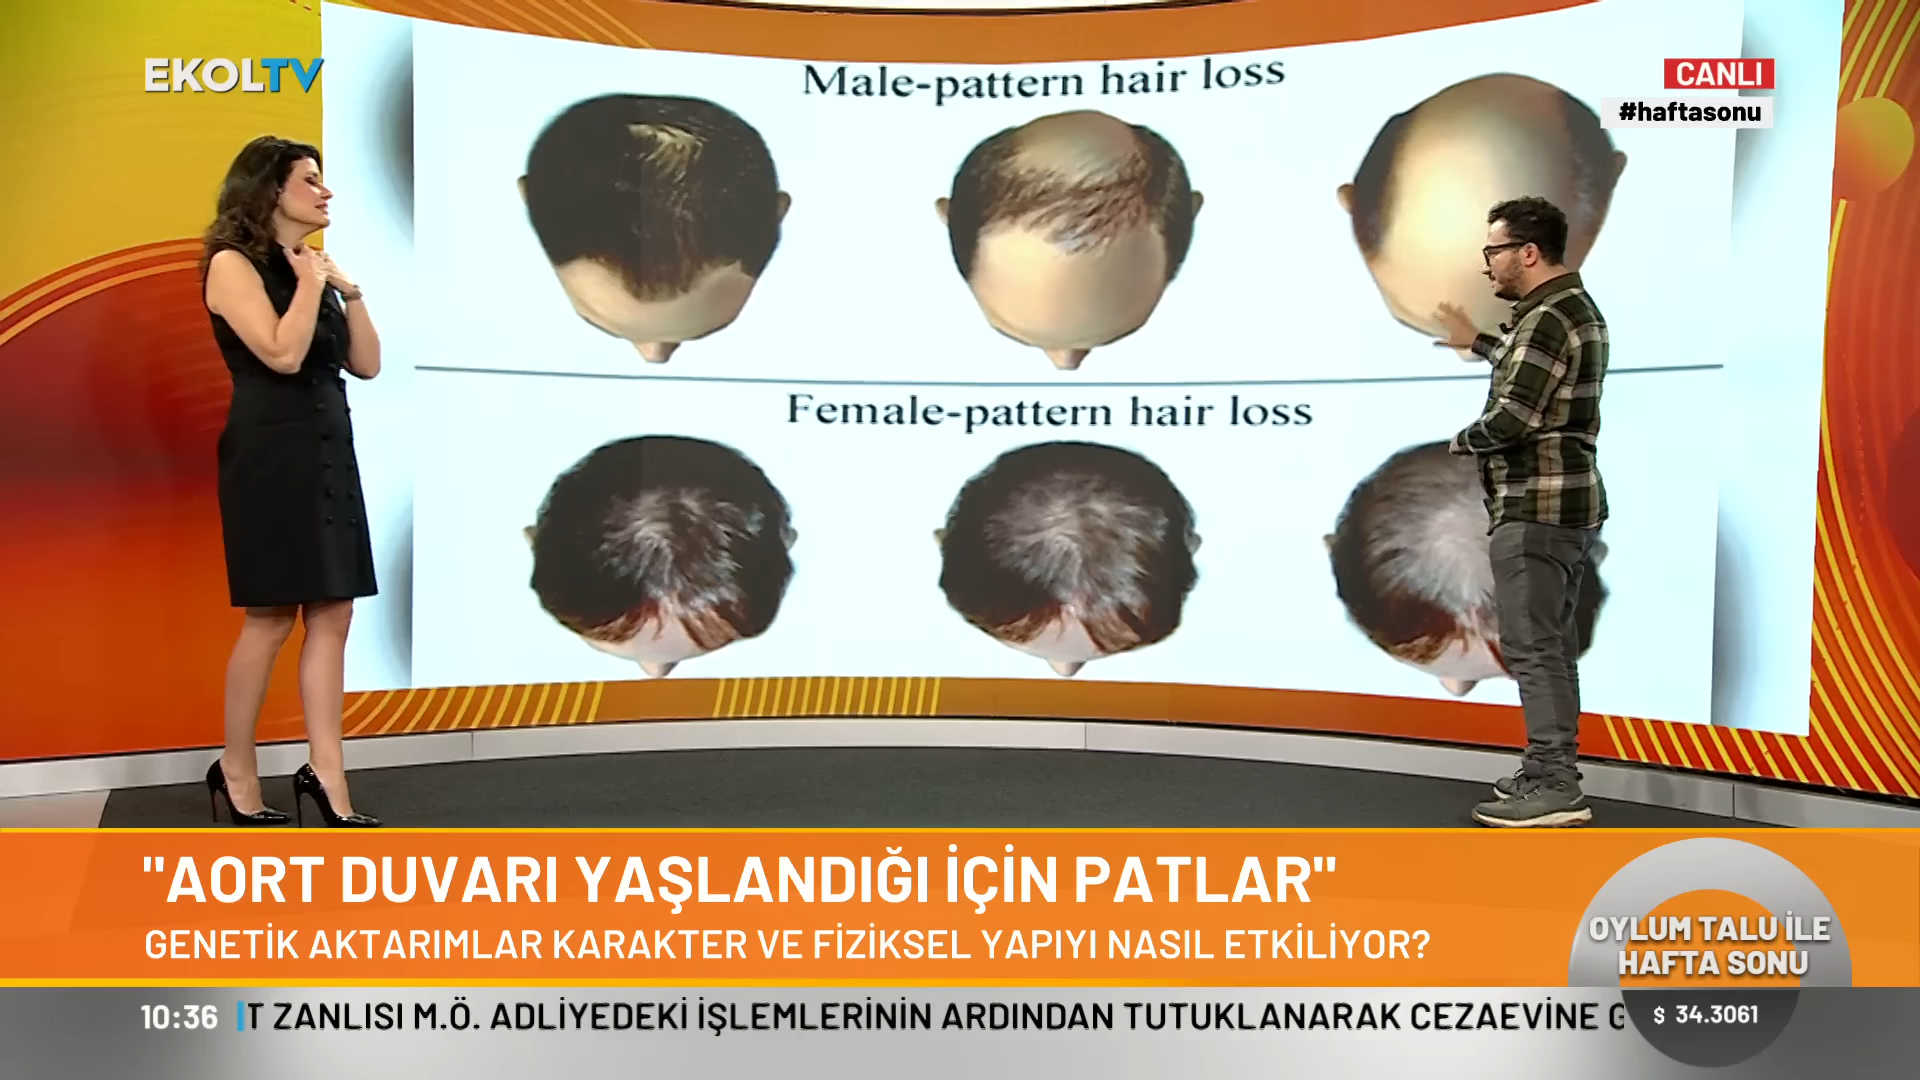 EKOLTV
CANLI
#haftasonu
Male-pattern hair loss
Female-pattern hair loss
"AORT DUVARI YAŞLANDIĞI İÇİN PATLAR"
GENETİK AKTARIMLAR KARAKTER VE FİZİKSEL YAPIYI NASIL ETKİLİYOR?
OYLUM TALU İLE
HAFTA SONU
10:36
T ZANLISI M.Ö. ADLİYEDEKİ İŞLEMLERİNİN ARDINDAN TUTUKLANARAK CEZAEVİNE G
$ 34.3061